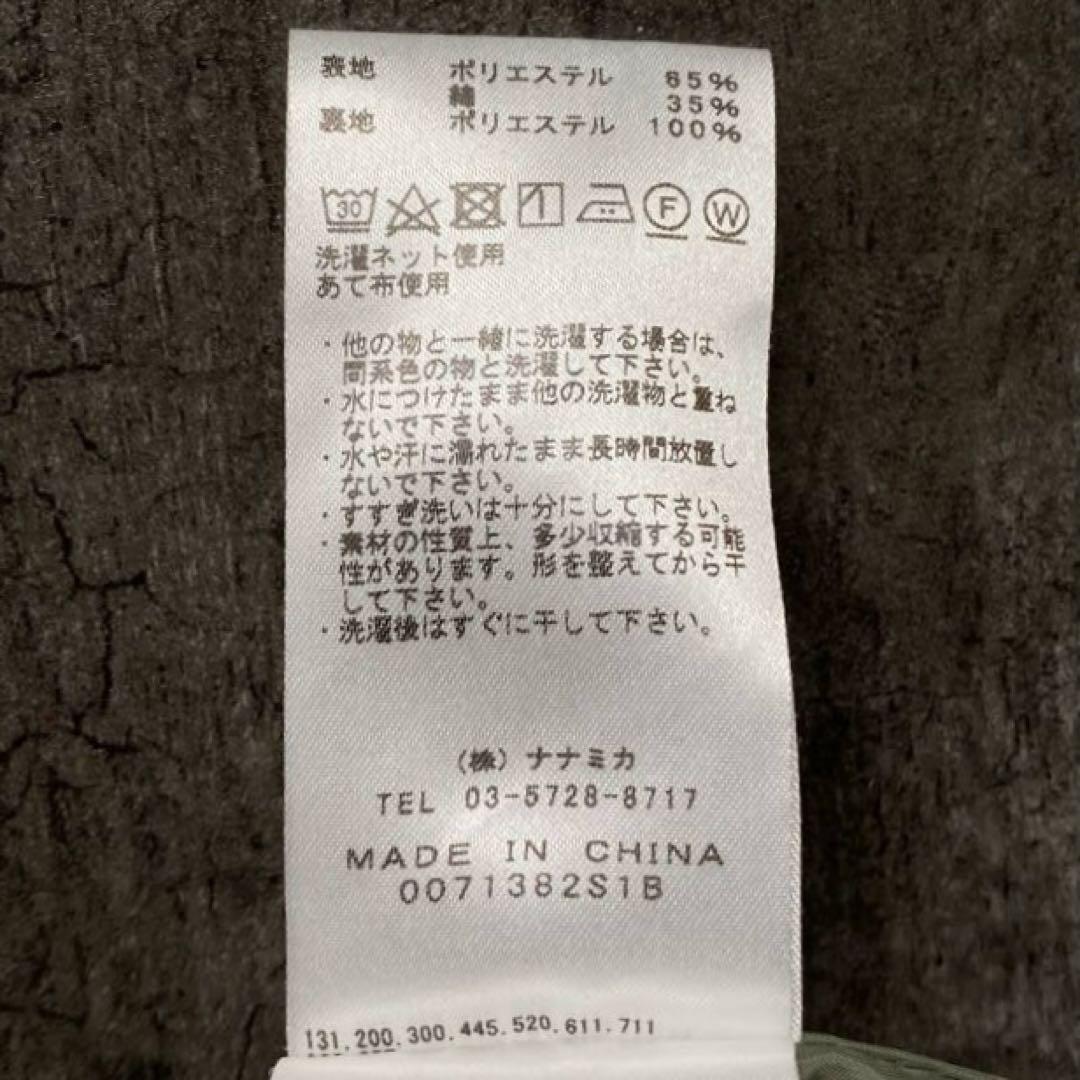 表地 ポリエステル 65%
綿 35%
裏地 ポリエステル 100%
30 F W
洗濯ネット使用
あて布使用
・他の物と一緒に洗濯する場合は、
同系色の物と洗濯して下さい。
・水につけたまま他の洗濯物と重ね
ないで下さい。
・水や汗に濡れたまま長時間放置し
ないで下さい。
・すすぎ洗いは十分にして下さい。
・素材の性質上、多少収縮する可能
性があります。形を整えてから干
して下さい。
・洗濯後はすぐに干して下さい。
(株)ナナミカ
TEL 03-5728-8717
MADE IN CHINA
0071382S1B
131.200.300.445.520.611.711